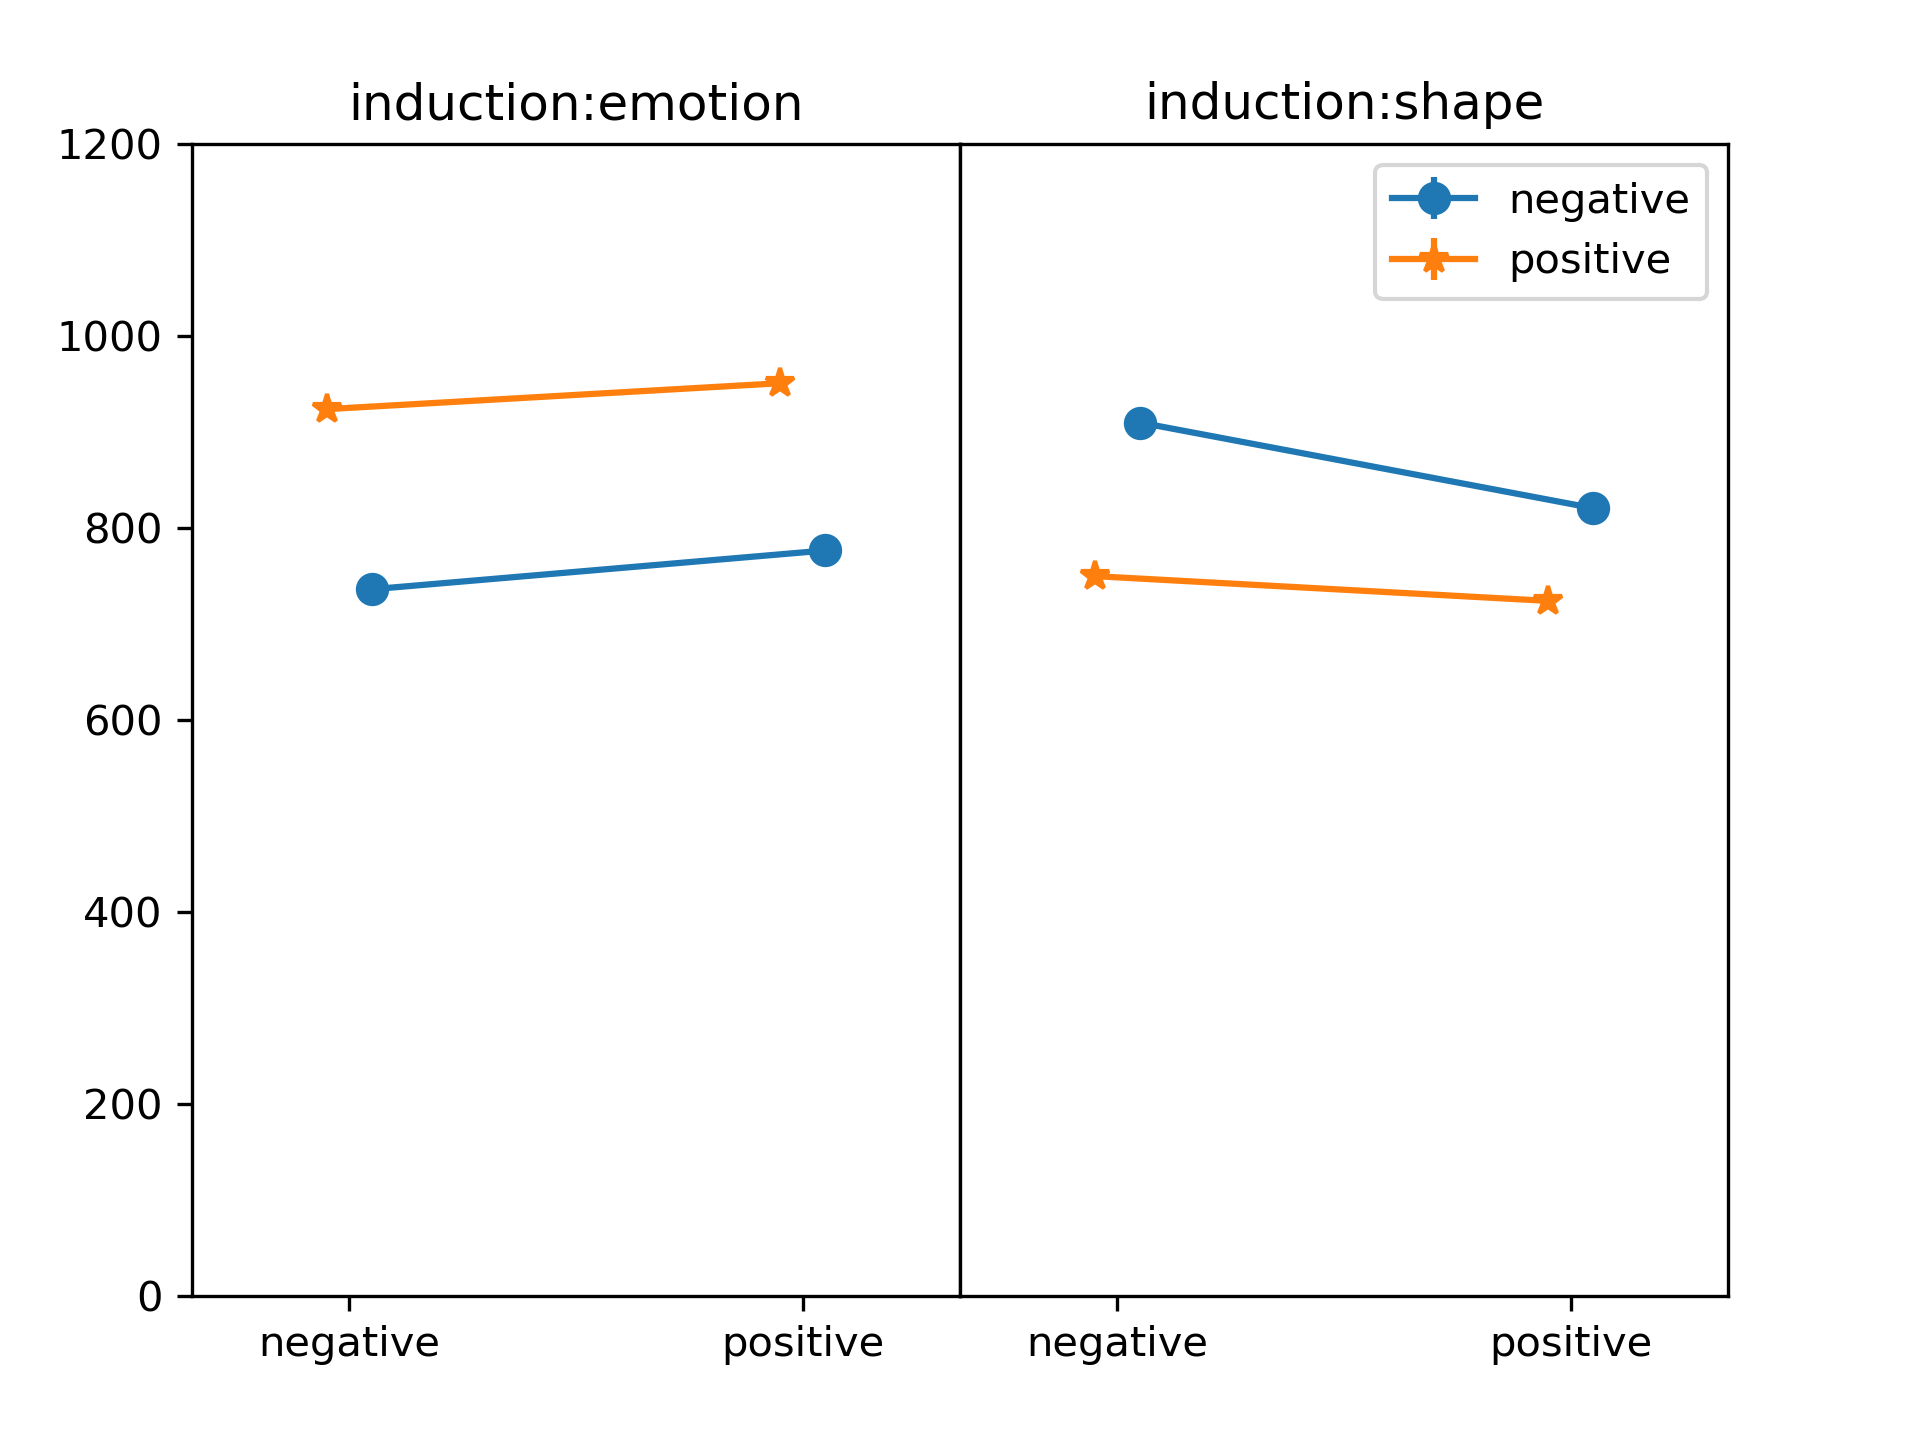 induction:emotion
induction:shape
1200
1000
800
600
400
200
0
negative
positive
negative
positive
negative
positive